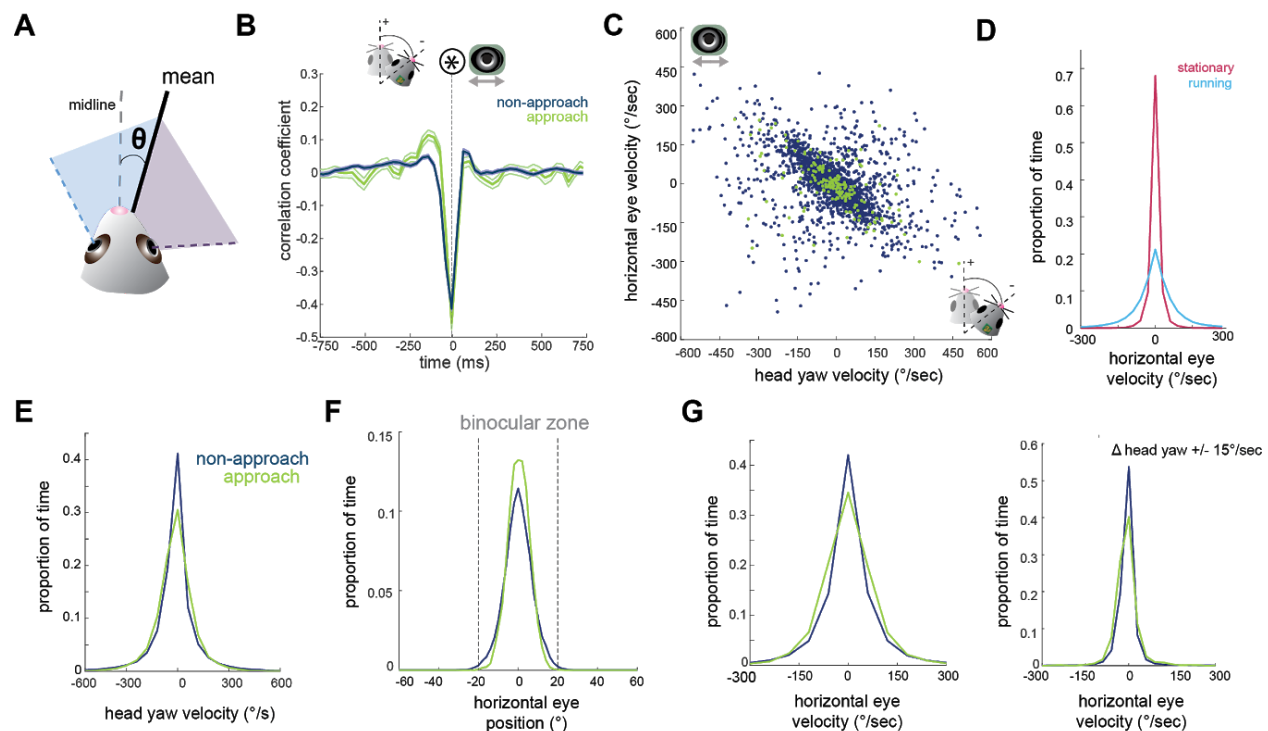 A
mean
midline
θ
B
+
-
*
0.3
0.2
0.1
0
-0.1
-0.2
-0.3
-0.4
-0.5
correlation coefficient
non-approach
approach
-750
-500
-250
0
250
500
750
time (ms)
C
600
450
300
150
0
-150
-300
-450
-600
horizontal eye velocity (°/sec)
+
-
-600
-450
-300
-150
0
150
300
450
600
head yaw velocity (°/sec)
D
0.7
0.6
0.5
0.4
0.3
0.2
0.1
0
proportion of time
stationary
running
-300
0
300
horizontal eye
velocity (°/sec)
E
0.4
0.3
0.2
0.1
0
proportion of time
non-approach
approach
-600
-300
0
300
600
head yaw velocity (°/s)
F
binocular zone
0.15
0.1
0.05
0
proportion of time
-60
-40
-20
0
20
40
60
horizontal eye
position (°)
G
0.4
0.3
0.2
0.1
0
proportion of time
-300
-150
0
150
300
horizontal eye
velocity (°/sec)
Δ head yaw +/- 15°/sec
0.6
0.5
0.4
0.3
0.2
0.1
0
proportion of time
-300
-150
0
150
300
horizontal eye
velocity (°/sec)